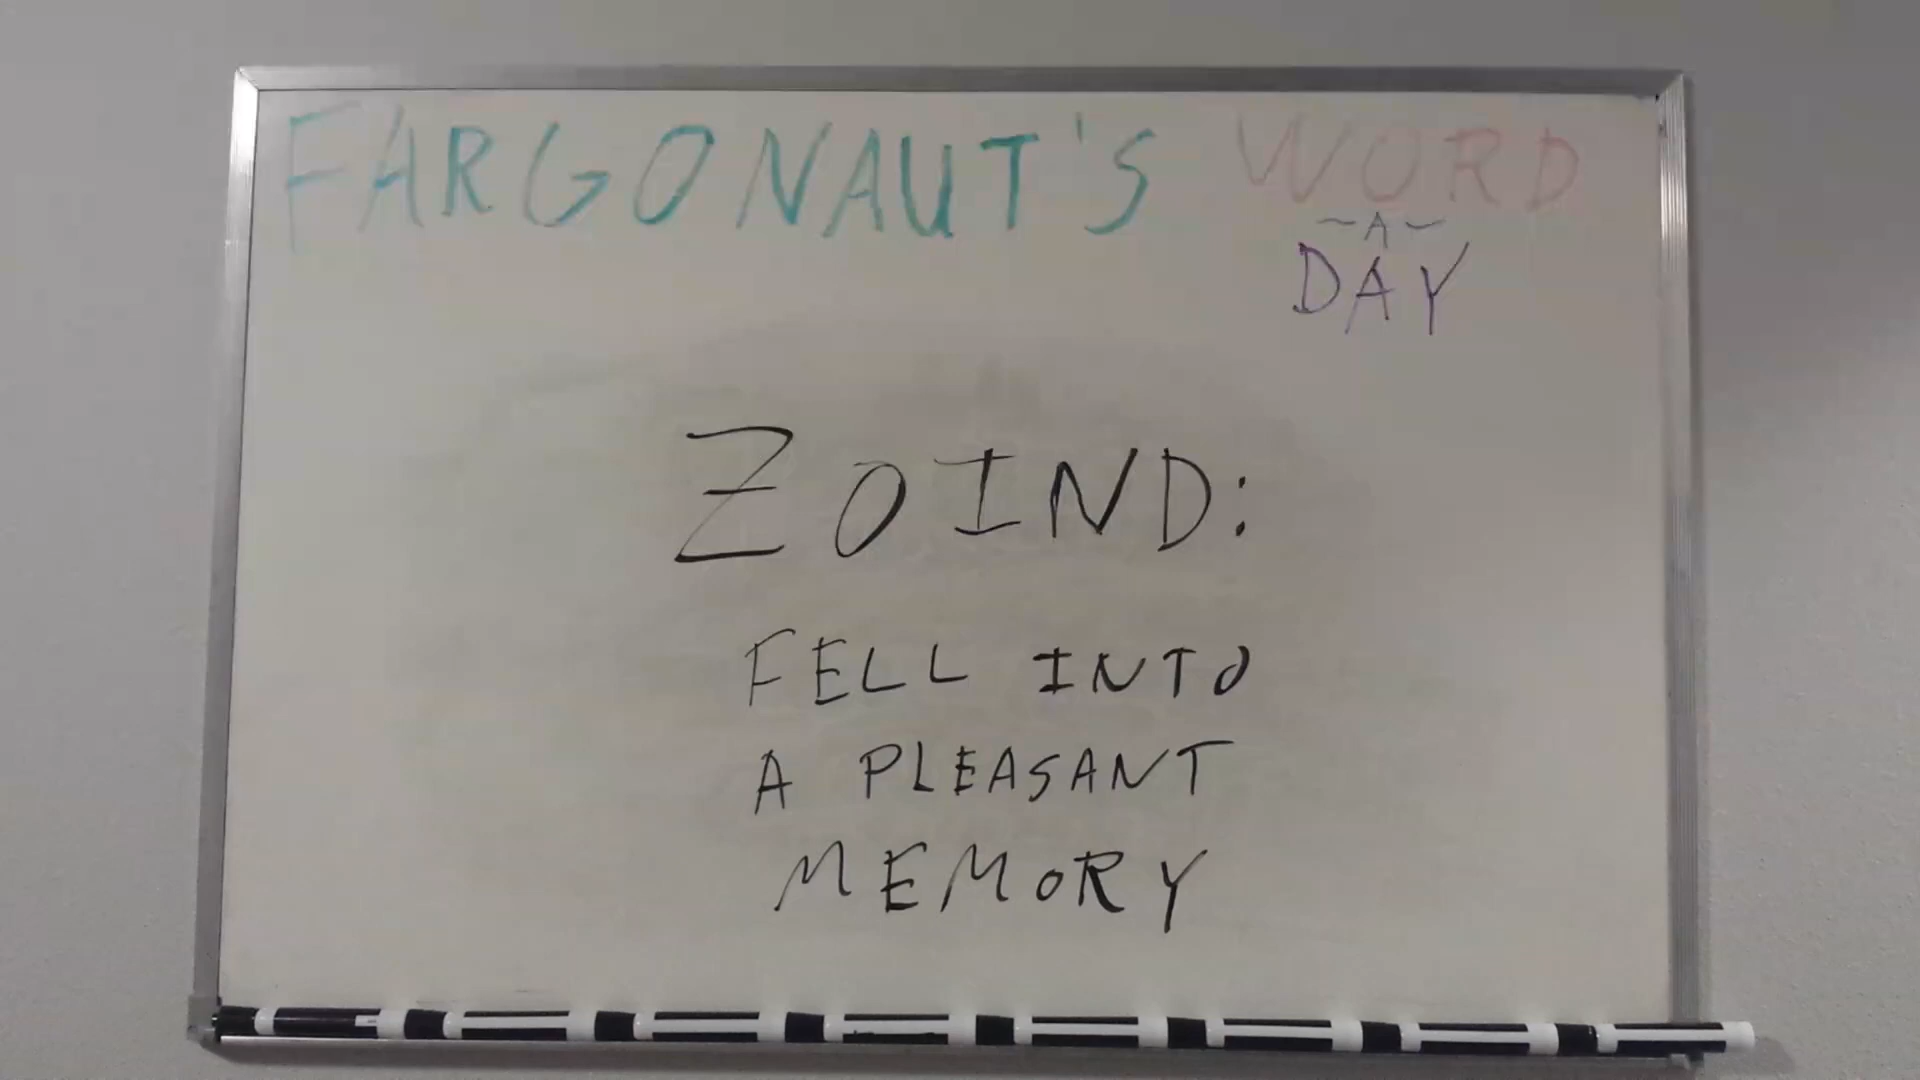 FARGONAUT'S WORD
~A~
DAY
ZOIND:
FELL INTO
A PLEASANT
MEMORY